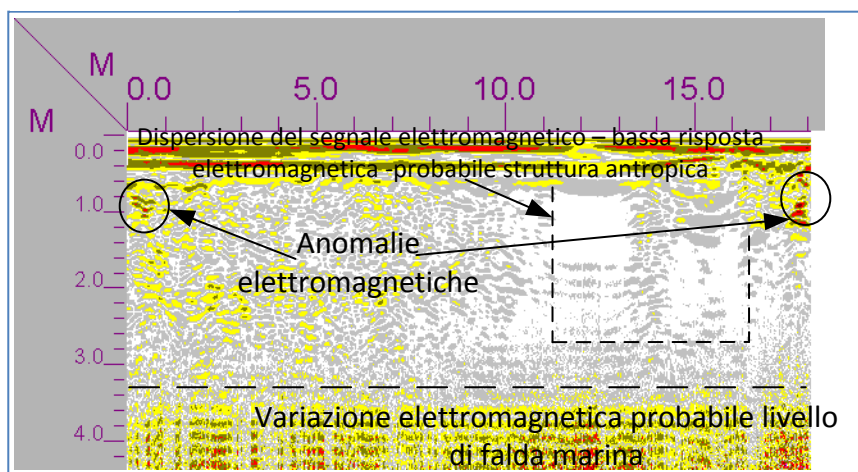 M
0.0 5.0 10.0 15.0
M
Dispersione del segnale elettromagnetico – bassa risposta
0.0
elettromagnetica -probabile struttura antropica
1.0
Anomalie
elettromagnetiche
2.0
3.0
Variazione elettromagnetica probabile livello
4.0
di falda marina